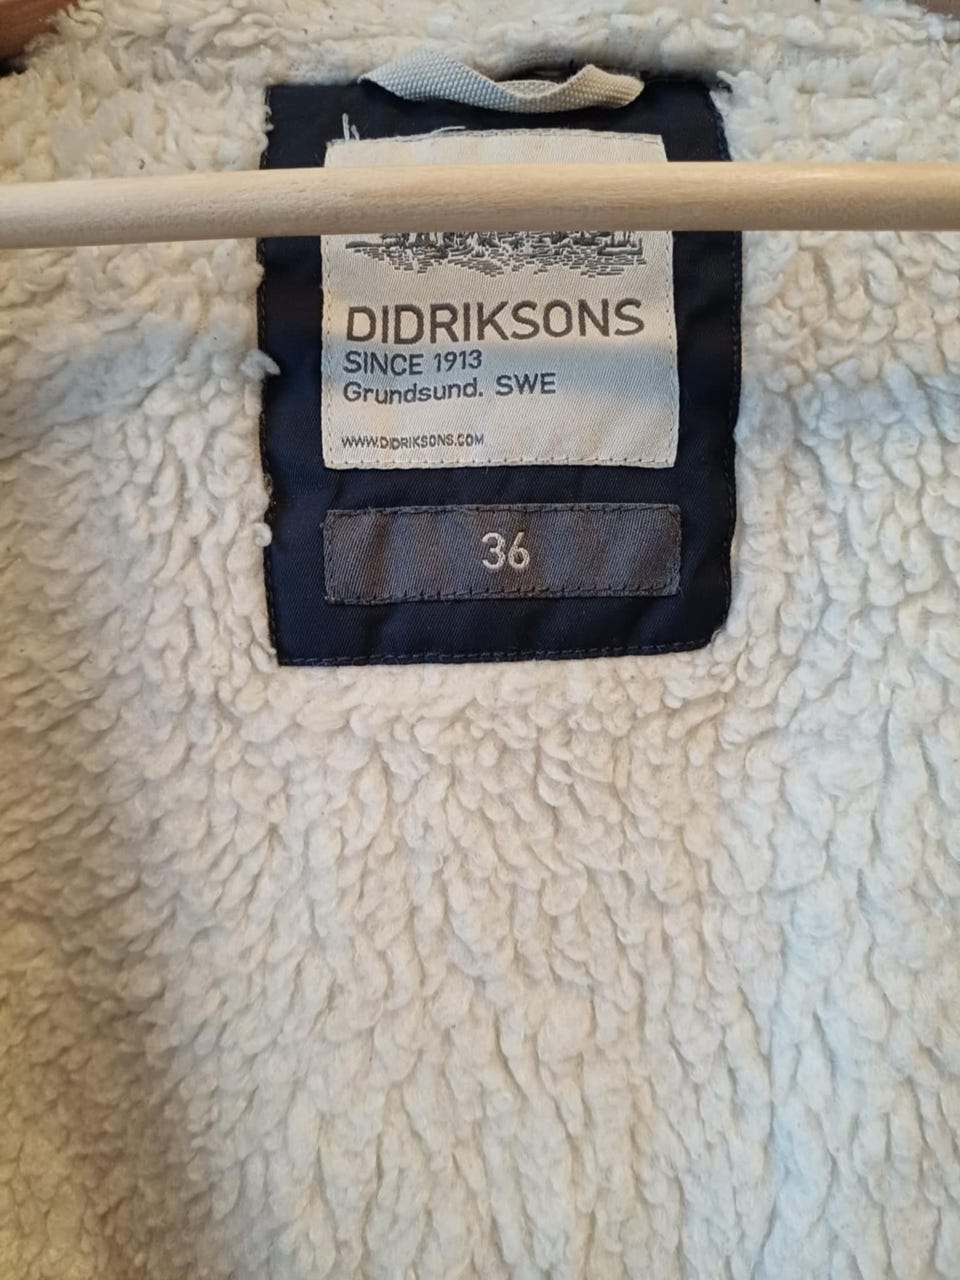 DIDRIKSONS
SINCE 1913
Grundsund. SWE
WWW.DIDRIKSONS.COM
36